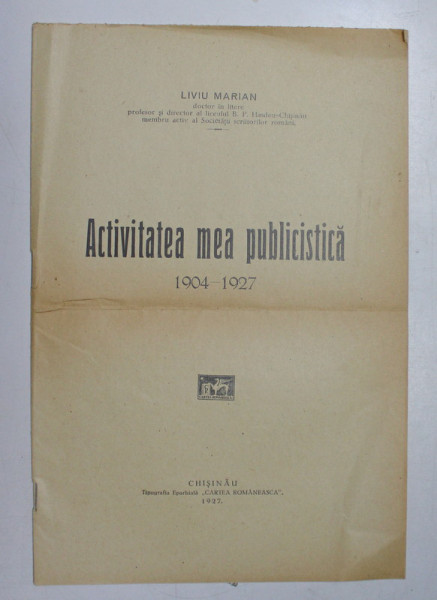 LIVIU MARIAN
doctor în litere
profesor și director al liceului B. P. Hasdeu-Chișinău
membru activ al Societății scriitorilor români.
Activitatea mea publicistică
1904—1927
CHIȘINĂU
Tipografia Eparhială „CARTEA ROMÂNEASCĂ”,
1927.